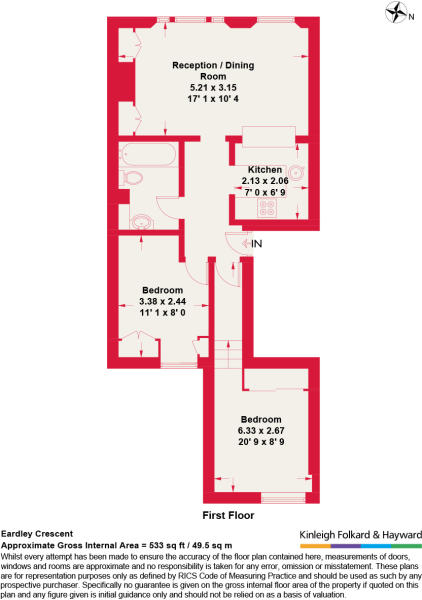 N
Reception / Dining
Room
5.21 x 3.15
17' 1 x 10' 4
Kitchen
2.13 x 2.06
7' 0 x 6' 9
IN
Bedroom
3.38 x 2.44
11' 1 x 8' 0
Bedroom
6.33 x 2.67
20' 9 x 8' 9
First Floor
Eardley Crescent
Kinleigh Folkard & Hayward
Approximate Gross Internal Area = 533 sq ft / 49.5 sq m
Whilst every attempt has been made to ensure the accuracy of the floor plan contained here, measurements of doors,
windows and rooms are approximate and no responsibility is taken for any error, omission or misstatement. These plans
are for representation purposes only as defined by RICS Code of Measuring Practice and should be used as such by any
prospective purchaser. Specifically no guarantee is given on the gross internal floor area of the property if quoted on this
plan and any figure given is initial guidance only and should not be relied on as a basis of valuation.